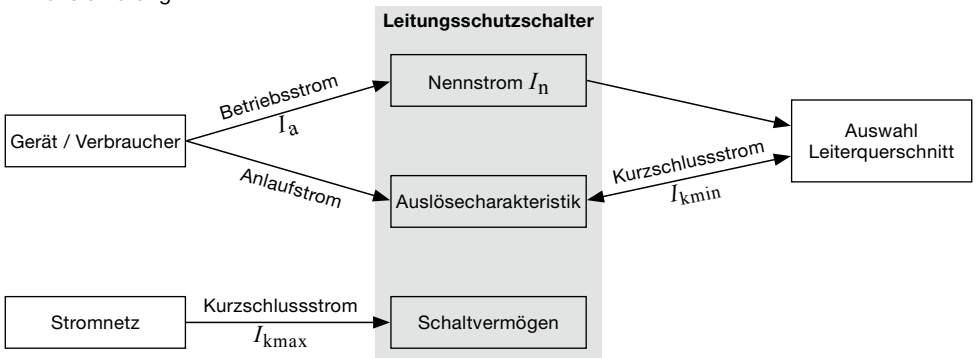 Leitungsschutzschalter
Betriebsstrom
Ia
Nennstrom In
Gerät / Verbraucher
Auswahl
Leiterquerschnitt
Anlaufstrom
Auslösecharakteristik
Kurzschlussstrom
Ikmin
Stromnetz
Kurzschlussstrom
Ikmax
Schaltvermögen